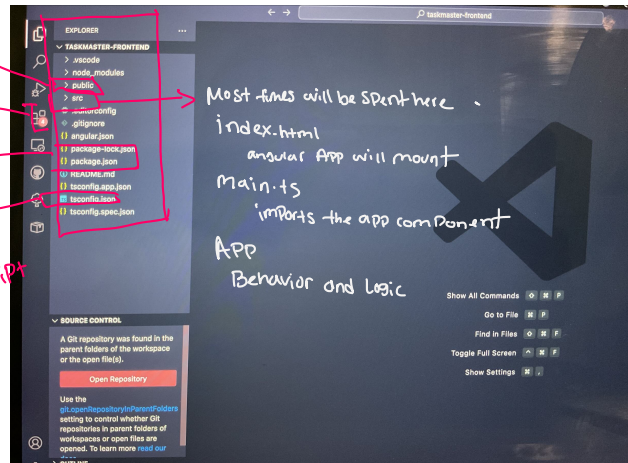 taskmaster-frontend
EXPLORER
TASKMASTER-FRONTEND
.vscode
node_modules
public
src
.editorconfig
.gitignore
angular.json
package-lock.json
package.json
README.md
tsconfig.app.json
tsconfig.json
tsconfig.spec.json
Most times will be spent here .
index.html
angular App will mount
main.ts
imports the app component
APP
Behavior and Logic
SOURCE CONTROL
A Git repository was found in the
parent folders of the workspace
or the open file(s).
Open Repository
Use the
git.openRepositoryInParentFolders
setting to control whether Git
repositories in parent folders of
workspaces or open files are
opened. To learn more read our
Show All Commands ⇧ ⌘ P
Go to File ⌘ P
Find in Files ⇧ ⌘ F
Toggle Full Screen ^ ⌘ F
Show Settings ⌘ ,